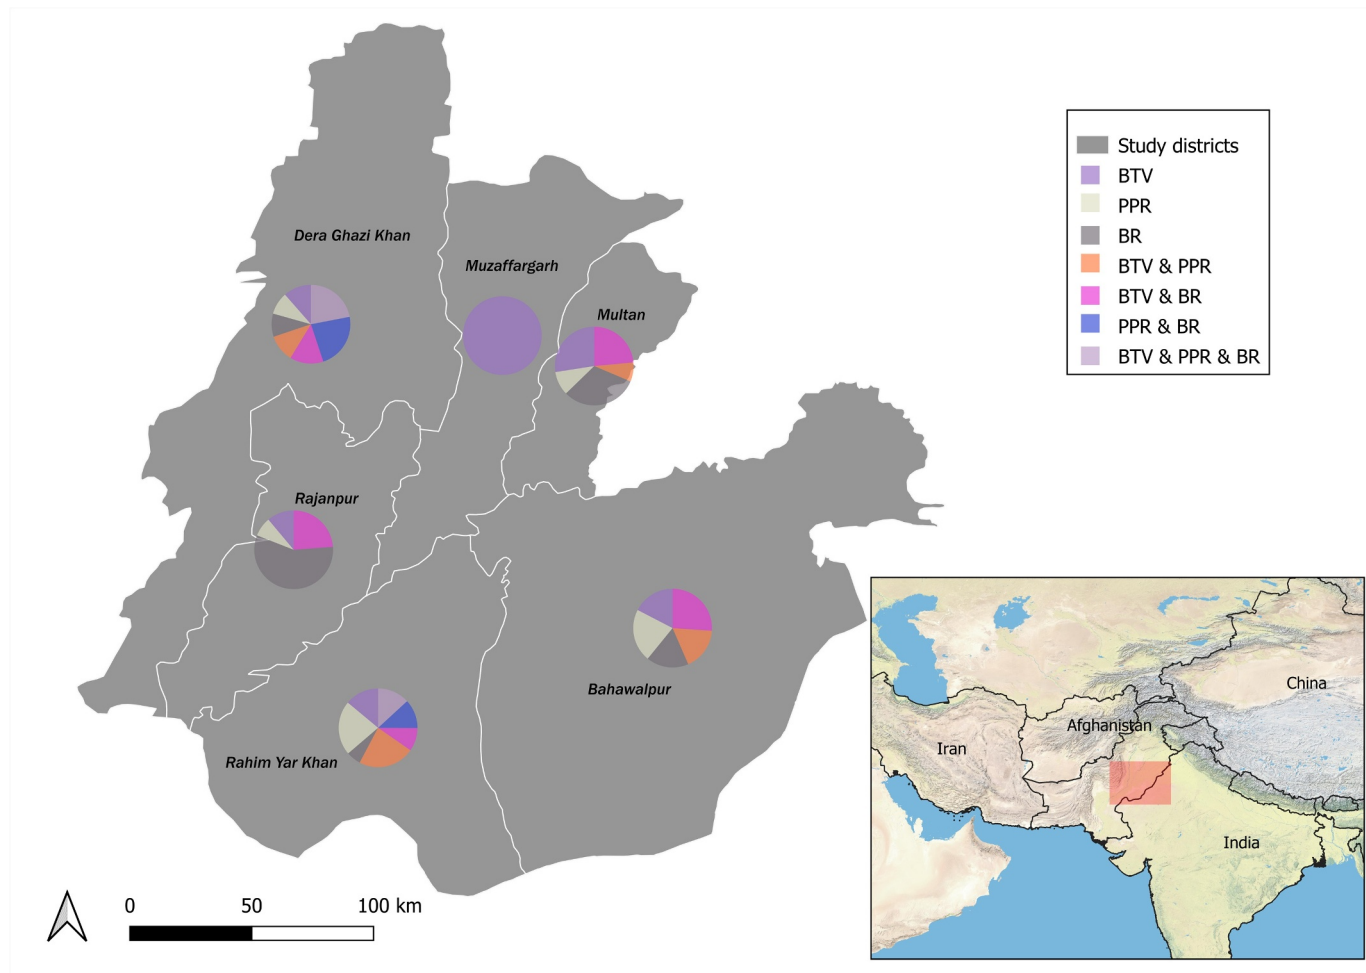 Dera Ghazi Khan
Muzaffargarh
Multan
Rajanpur
Bahawalpur
Rahim Yar Khan
0 50 100 km
Study districts
BTV
PPR
BR
BTV & PPR
BTV & BR
PPR & BR
BTV & PPR & BR
China
Afghanistan
Iran
India